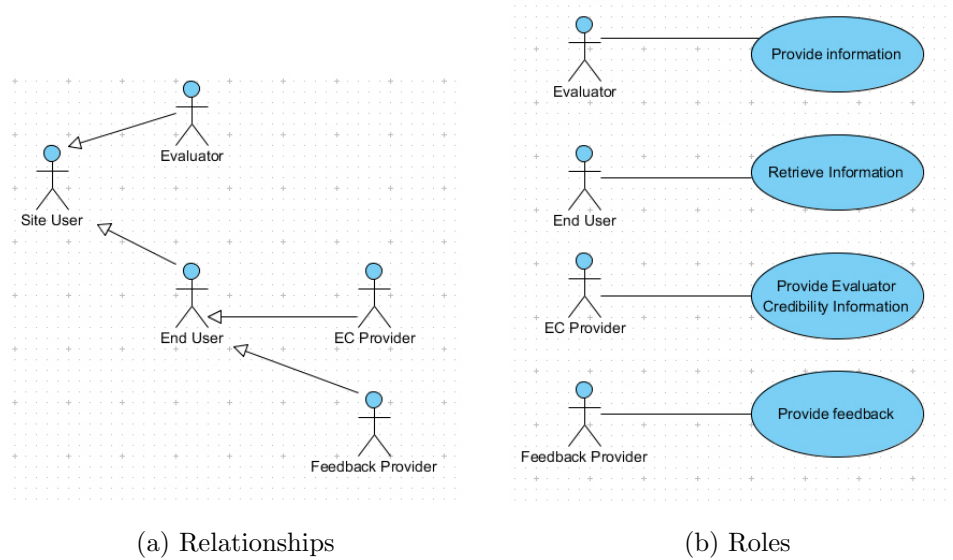 Evaluator
Site User
End User
EC Provider
Feedback Provider
(a) Relationships
Evaluator
Provide information
End User
Retrieve Information
EC Provider
Provide Evaluator
Credibility Information
Feedback Provider
Provide feedback
(b) Roles